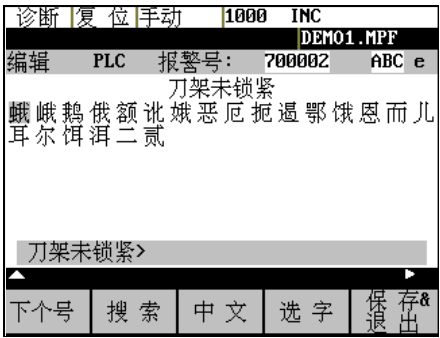 诊断 复 位 手动 1000 INC
DEMO1.MPF
编辑 PLC 报警号： 700002 ABC e
刀架未锁紧
蛾 峨 鹅 俄 额 讹 娥 恶 厄 扼 遏 鄂 饿 恩 而 儿
耳 尔 饵 洱 二 贰
刀架未锁紧>
下个号 搜 索 中 文 选 字 保 存&
退 出